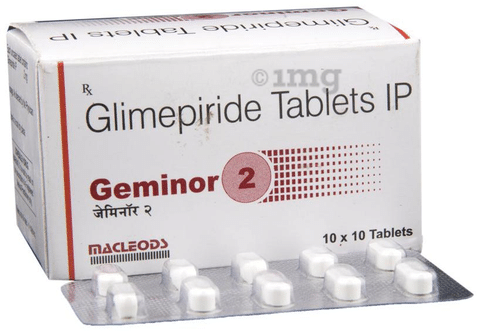 Glimepiride Tablets IP
©1mg
Rx
Glimepiride Tablets IP
Geminor 2
जेमिनॉर २
MACLEODS
10 x 10 Tablets